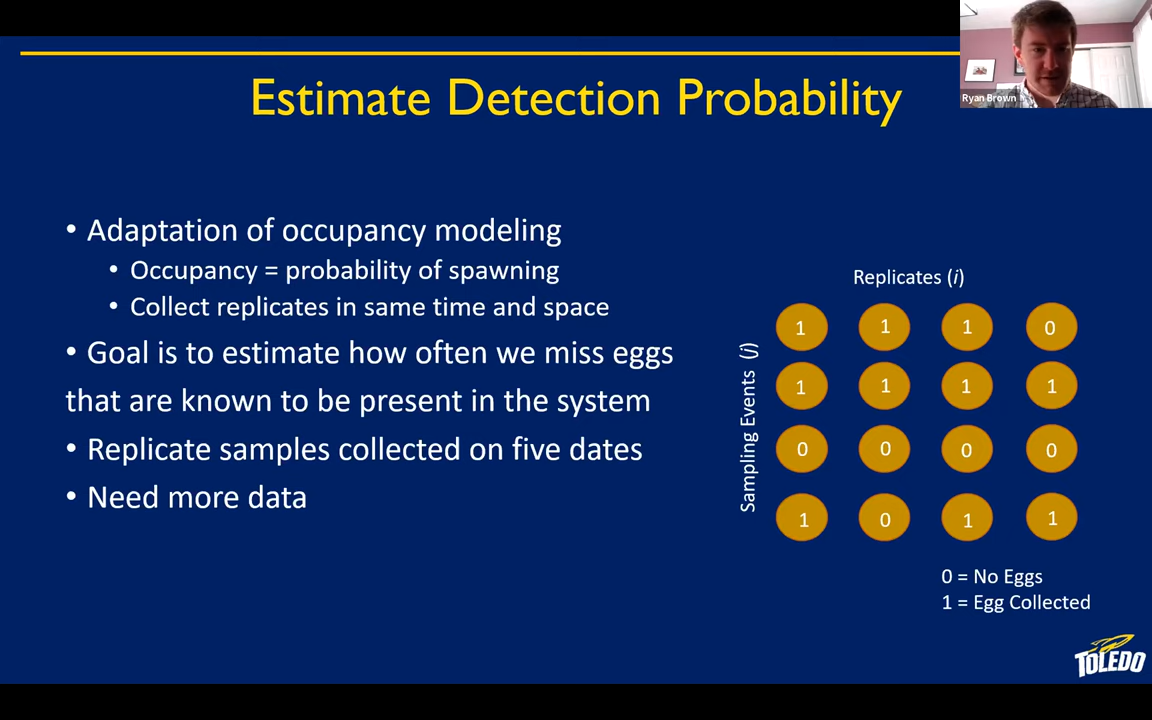 Ryan Brown
Estimate Detection Probability
• Adaptation of occupancy modeling
• Occupancy = probability of spawning
• Collect replicates in same time and space
• Goal is to estimate how often we miss eggs
that are known to be present in the system
• Replicate samples collected on five dates
• Need more data
Replicates (i)
Sampling Events (j)
1 1 1 0
1 1 1 1
0 0 0 0
1 0 1 1
0 = No Eggs
1 = Egg Collected
TOLEDO